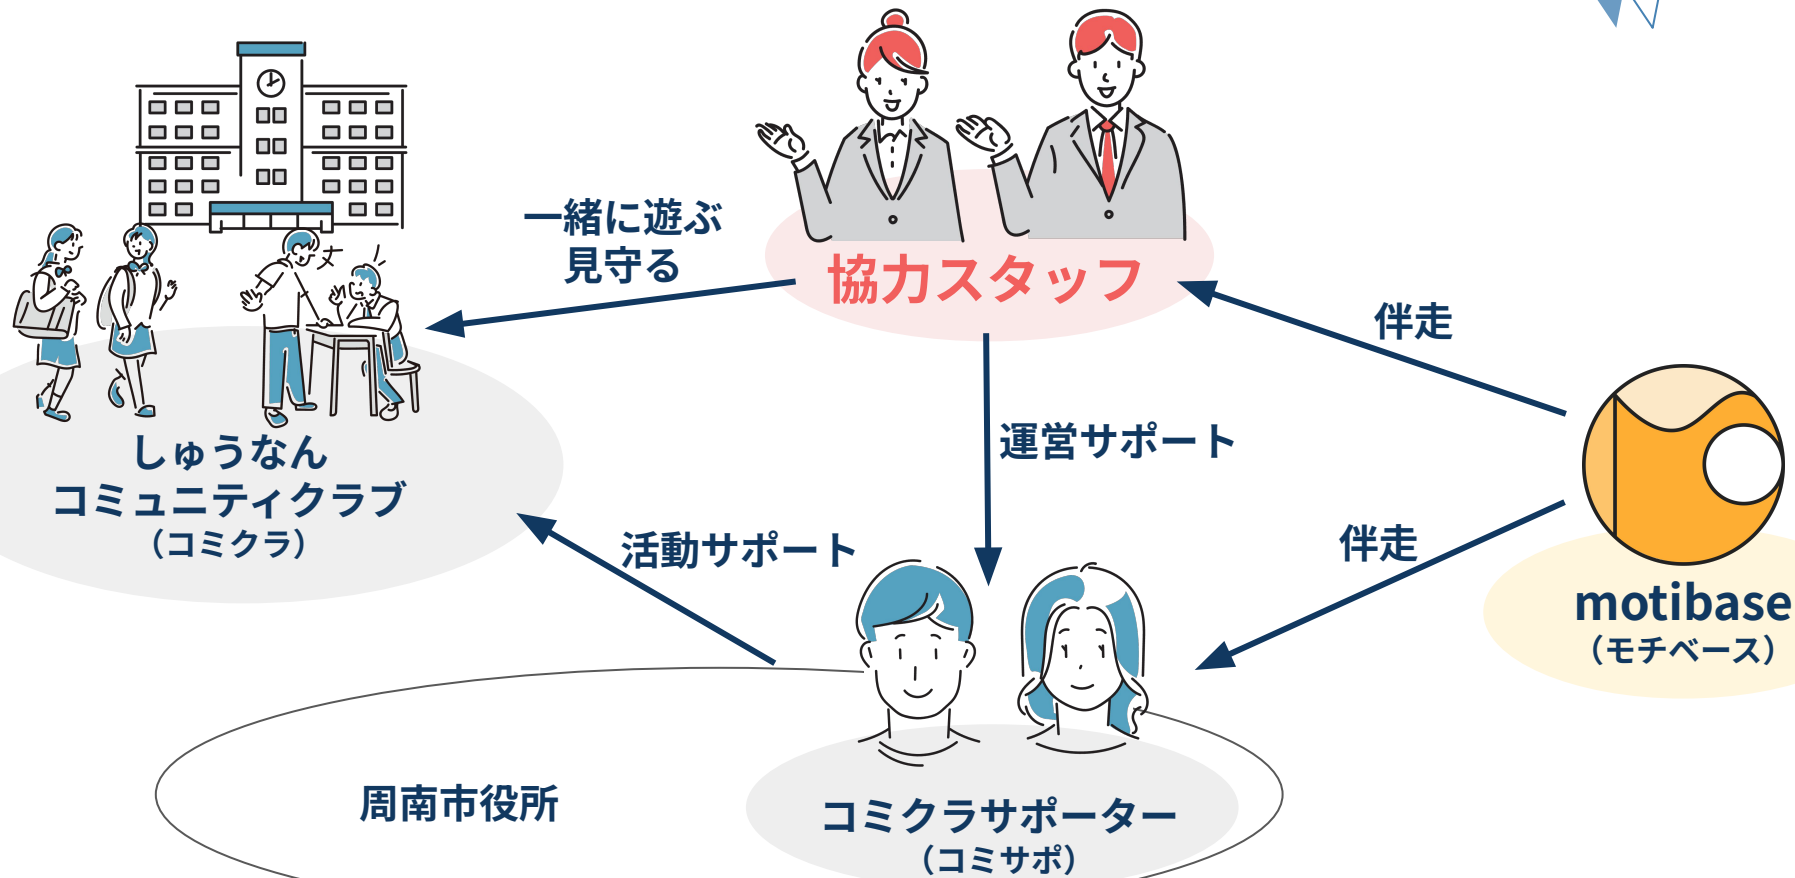 一緒に遊ぶ
見守る
協力スタッフ
伴走
しゅうなん
コミュニティクラブ
（コミクラ）
運営サポート
活動サポート
伴走
motibase
（モチベース）
周南市役所
コミクラサポーター
（コミサポ）